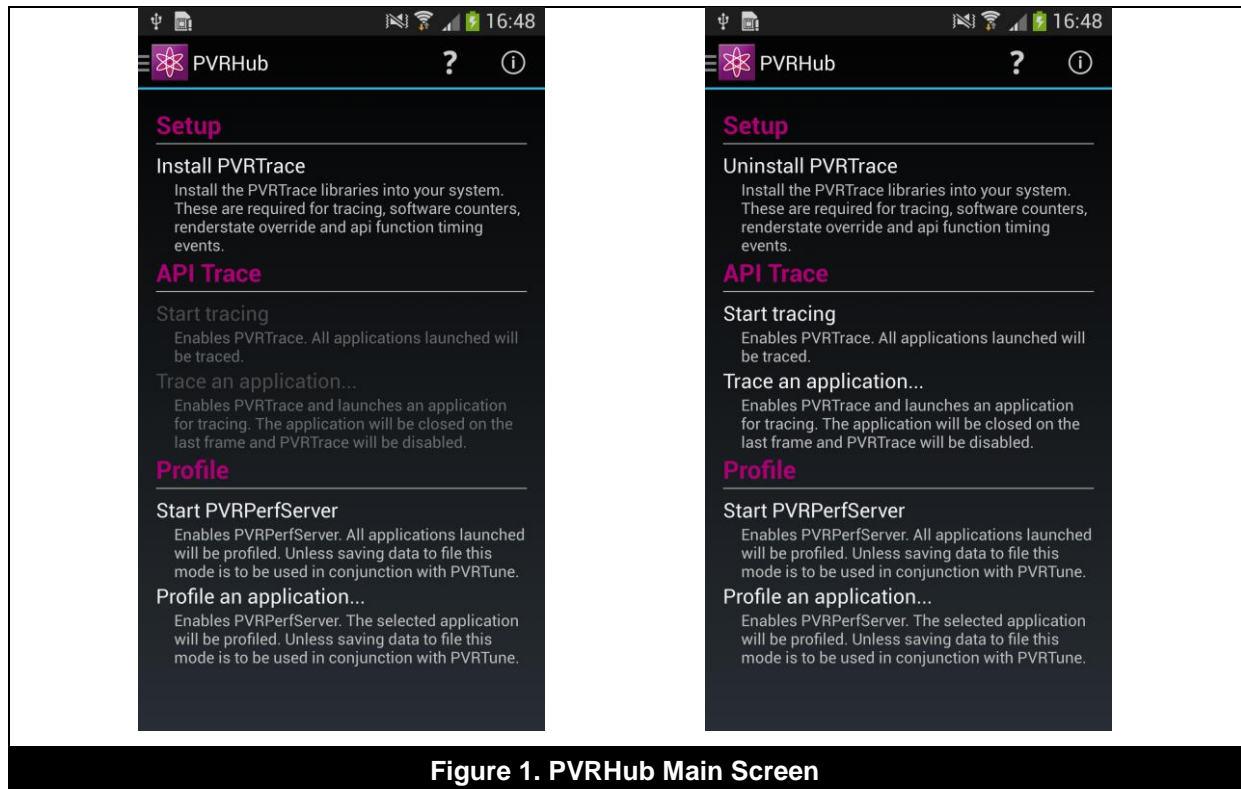 16:48
PVRHub
?
i
Setup
Install PVRTrace
Install the PVRTrace libraries into your system.
These are required for tracing, software counters,
renderstate override and api function timing
events.
API Trace
Start tracing
Enables PVRTrace. All applications launched will
be traced.
Trace an application...
Enables PVRTrace and launches an application
for tracing. The application will be closed on the
last frame and PVRTrace will be disabled.
Profile
Start PVRPerfServer
Enables PVRPerfServer. All applications launched
will be profiled. Unless saving data to file this
mode is to be used in conjunction with PVRTune.
Profile an application...
Enables PVRPerfServer. The selected application
will be profiled. Unless saving data to file this
mode is to be used in conjunction with PVRTune.
16:48
PVRHub
?
i
Setup
Uninstall PVRTrace
Install the PVRTrace libraries into your system.
These are required for tracing, software counters,
renderstate override and api function timing
events.
API Trace
Start tracing
Enables PVRTrace. All applications launched will
be traced.
Trace an application...
Enables PVRTrace and launches an application
for tracing. The application will be closed on the
last frame and PVRTrace will be disabled.
Profile
Start PVRPerfServer
Enables PVRPerfServer. All applications launched
will be profiled. Unless saving data to file this
mode is to be used in conjunction with PVRTune.
Profile an application...
Enables PVRPerfServer. The selected application
will be profiled. Unless saving data to file this
mode is to be used in conjunction with PVRTune.
Figure 1. PVRHub Main Screen